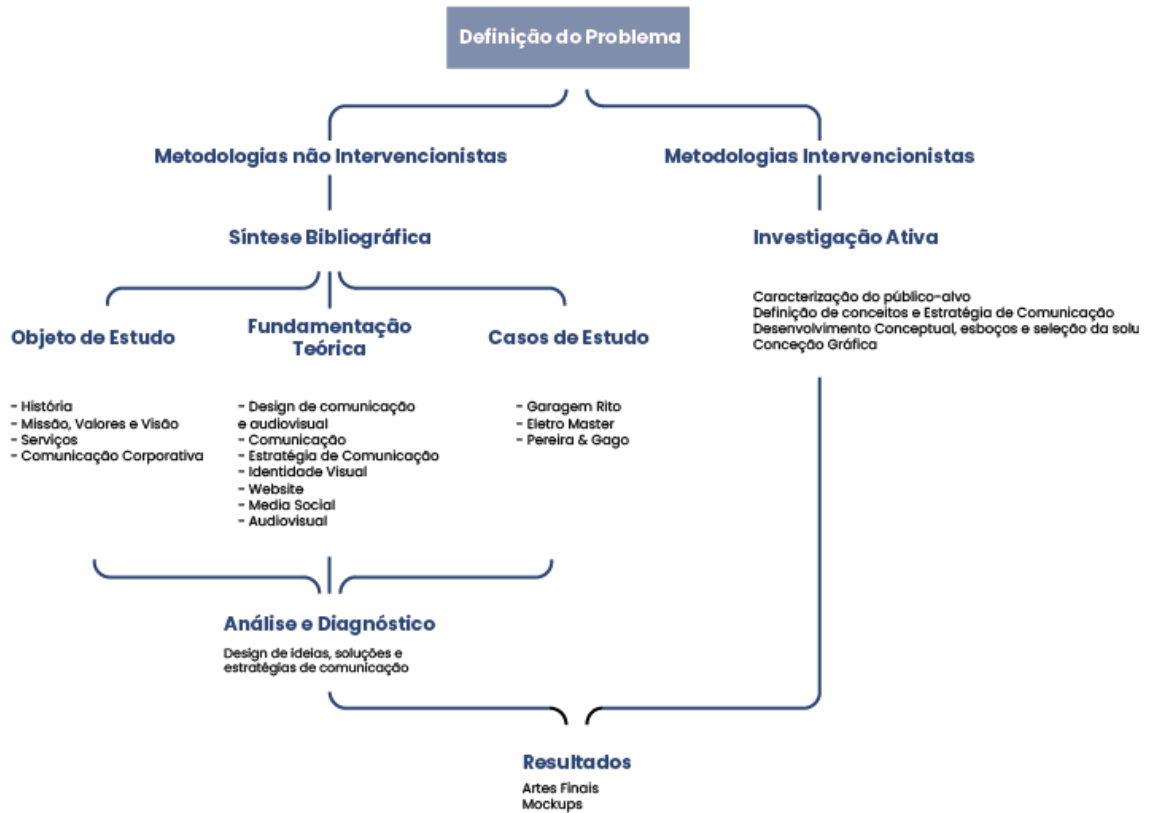 Definição do Problema
Metodologias não Intervencionistas
Metodologias Intervencionistas
Síntese Bibliográfica
Investigação Ativa
Caracterização do público-alvo
Definição de conceitos e Estratégia de Comunicação
Desenvolvimento Conceptual, esboços e seleção da solu
Conceção Gráfica
Objeto de Estudo
- História
- Missão, Valores e Visão
- Serviços
- Comunicação Corporativa
Fundamentação
Teórica
- Design de comunicação
e audiovisual
- Comunicação
- Estratégia de Comunicação
- Identidade Visual
- Website
- Media Social
- Audiovisual
Casos de Estudo
- Garagem Rito
- Eletro Master
- Pereira & Gago
Análise e Diagnóstico
Design de ideias, soluções e
estratégias de comunicação
Resultados
Artes Finais
Mockups